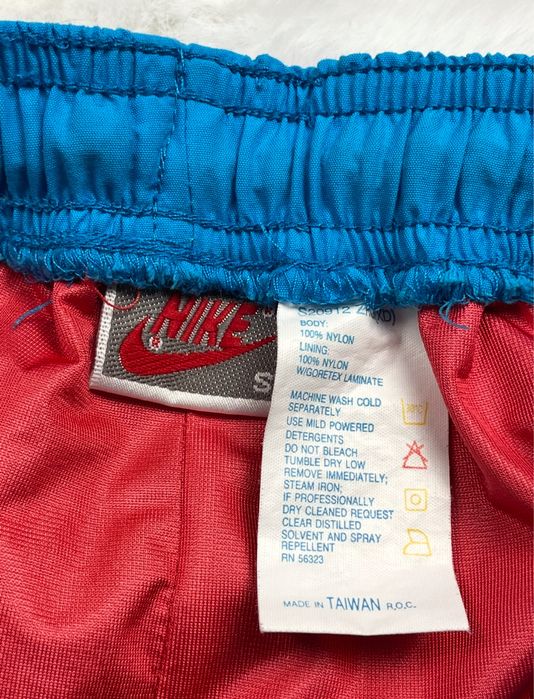 NIKE
®
S
S20912
BODY:
100% NYLON
LINING:
100% NYLON
W/GORETEX LAMINATE
MACHINE WASH COLD
SEPARATELY
USE MILD POWERED
DETERGENTS
DO NOT BLEACH
TUMBLE DRY LOW
REMOVE IMMEDIATELY;
STEAM IRON;
IF PROFESSIONALLY
DRY CLEANED REQUEST
CLEAR DISTILLED
SOLVENT AND SPRAY
REPELLENT
RN 56323
MADE IN TAIWAN R.O.C.